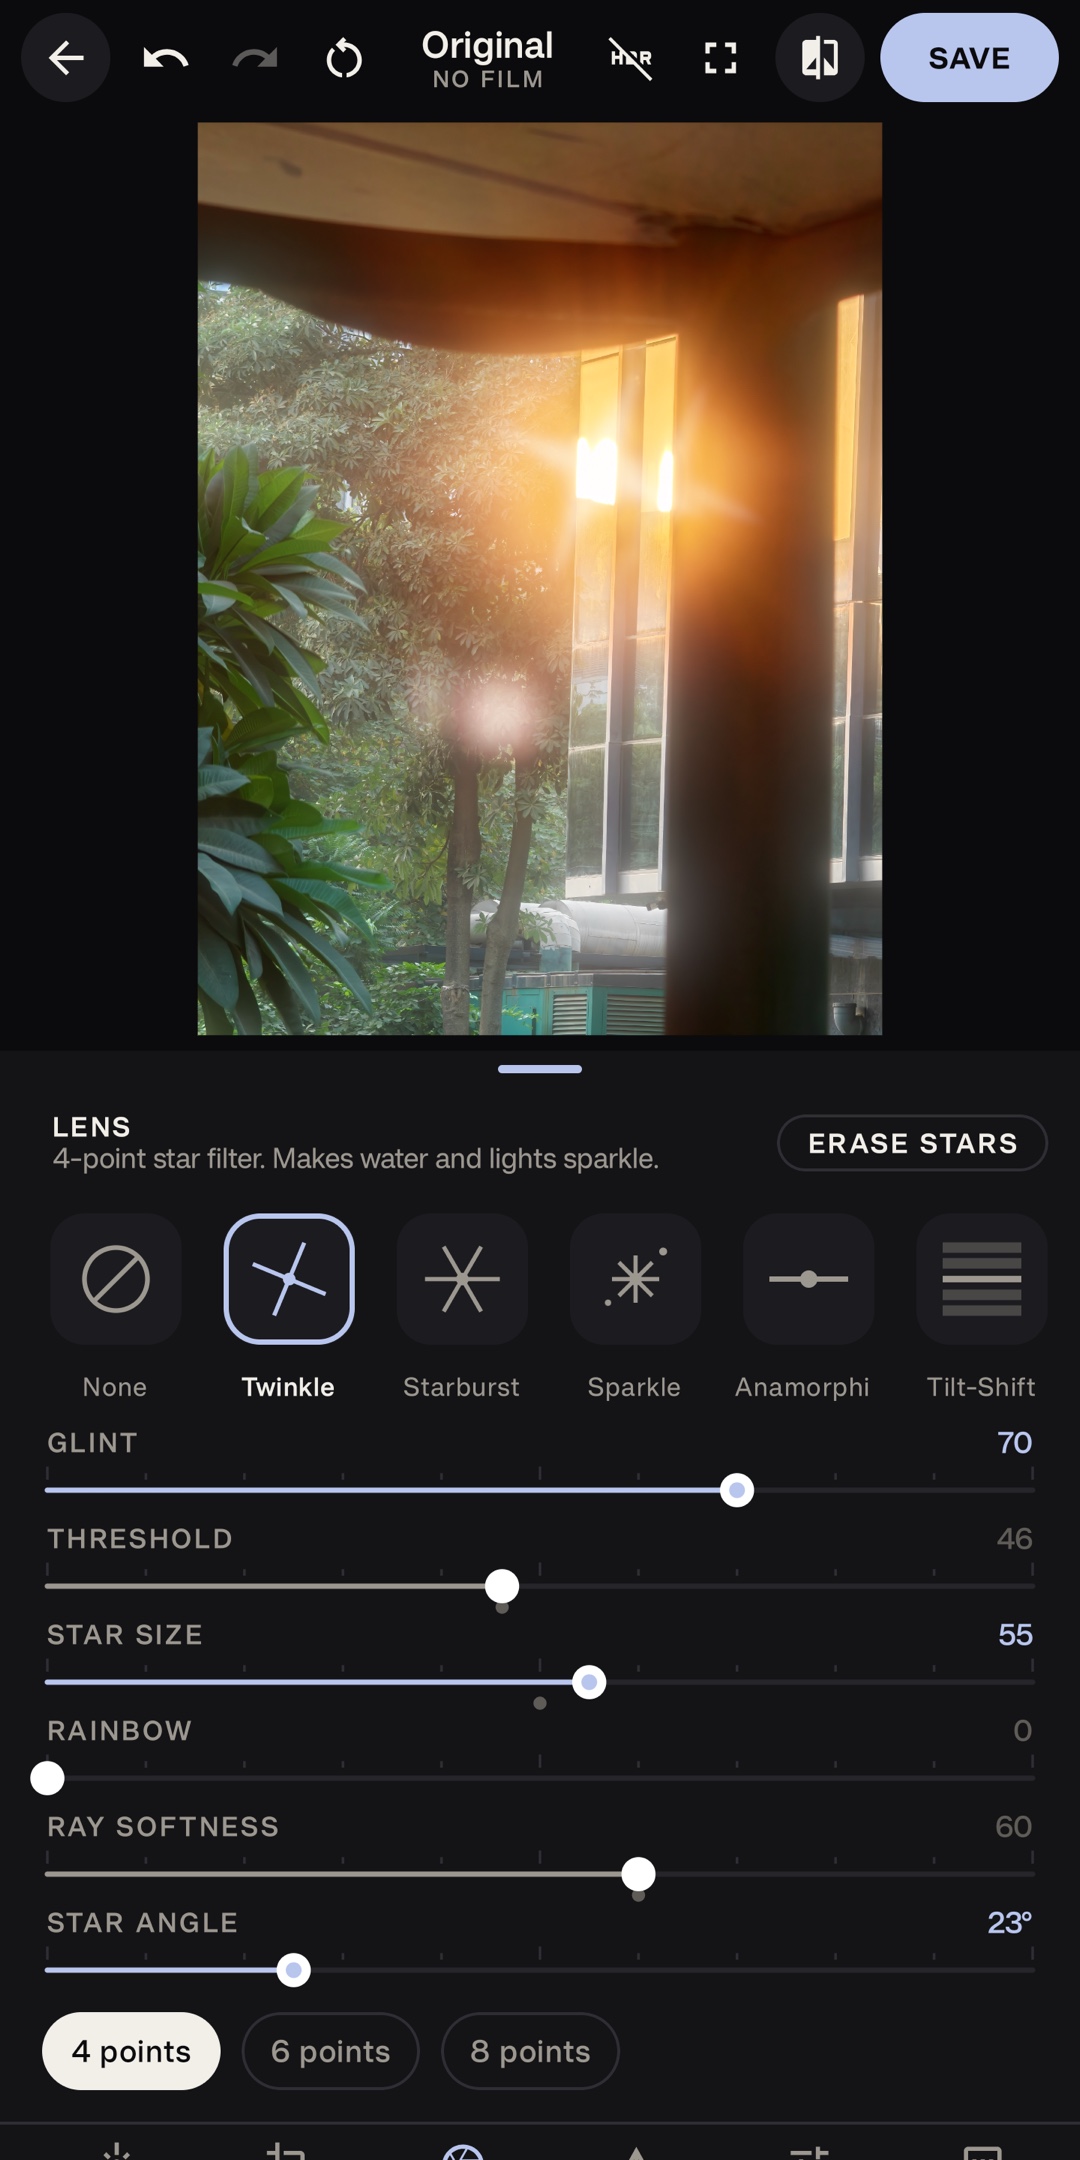 Original
NO FILM
HDR
SAVE
LENS
4-point star filter. Makes water and lights sparkle.
ERASE STARS
None
Twinkle
Starburst
Sparkle
Anamorphi
Tilt-Shift
GLINT
70
THRESHOLD
46
STAR SIZE
55
RAINBOW
0
RAY SOFTNESS
60
STAR ANGLE
23°
4 points
6 points
8 points